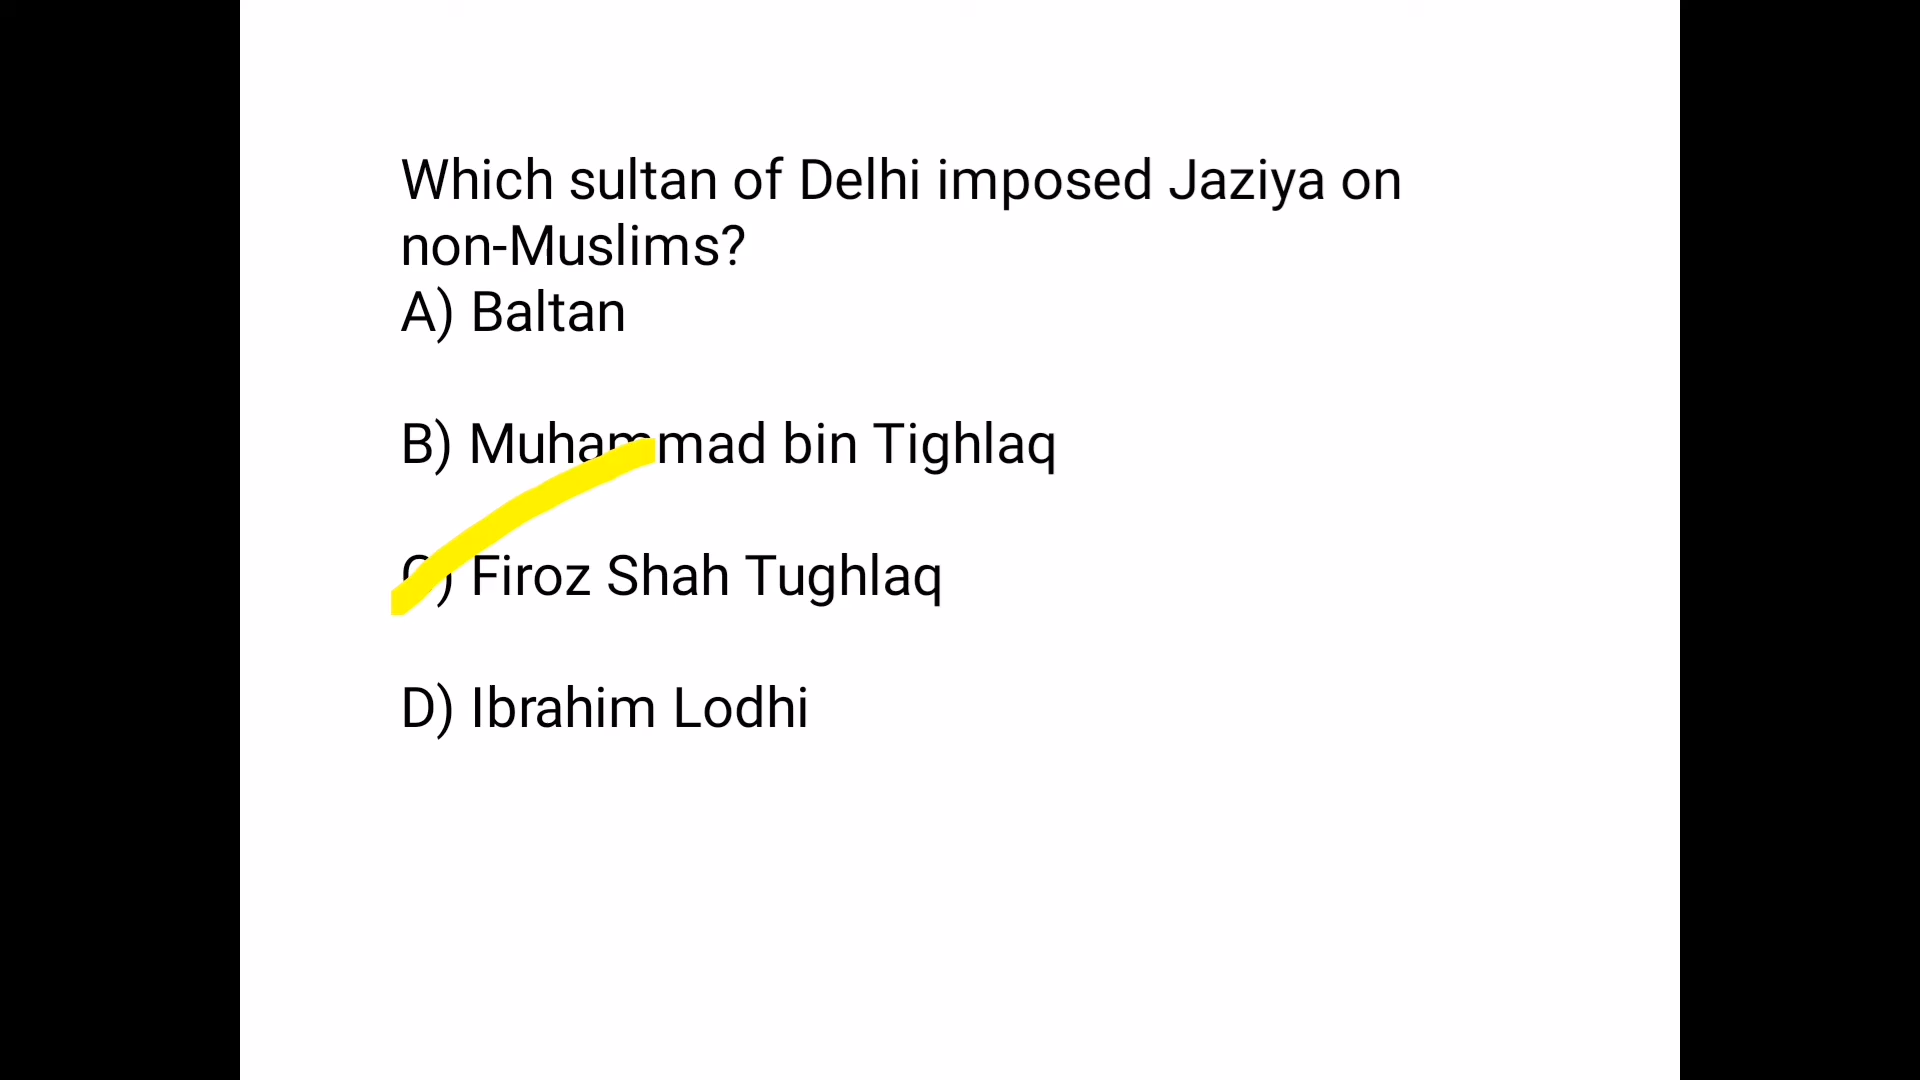 Which sultan of Delhi imposed Jaziya on
non-Muslims?
A) Baltan
B) Muhammad bin Tighlaq
C) Firoz Shah Tughlaq
D) Ibrahim Lodhi